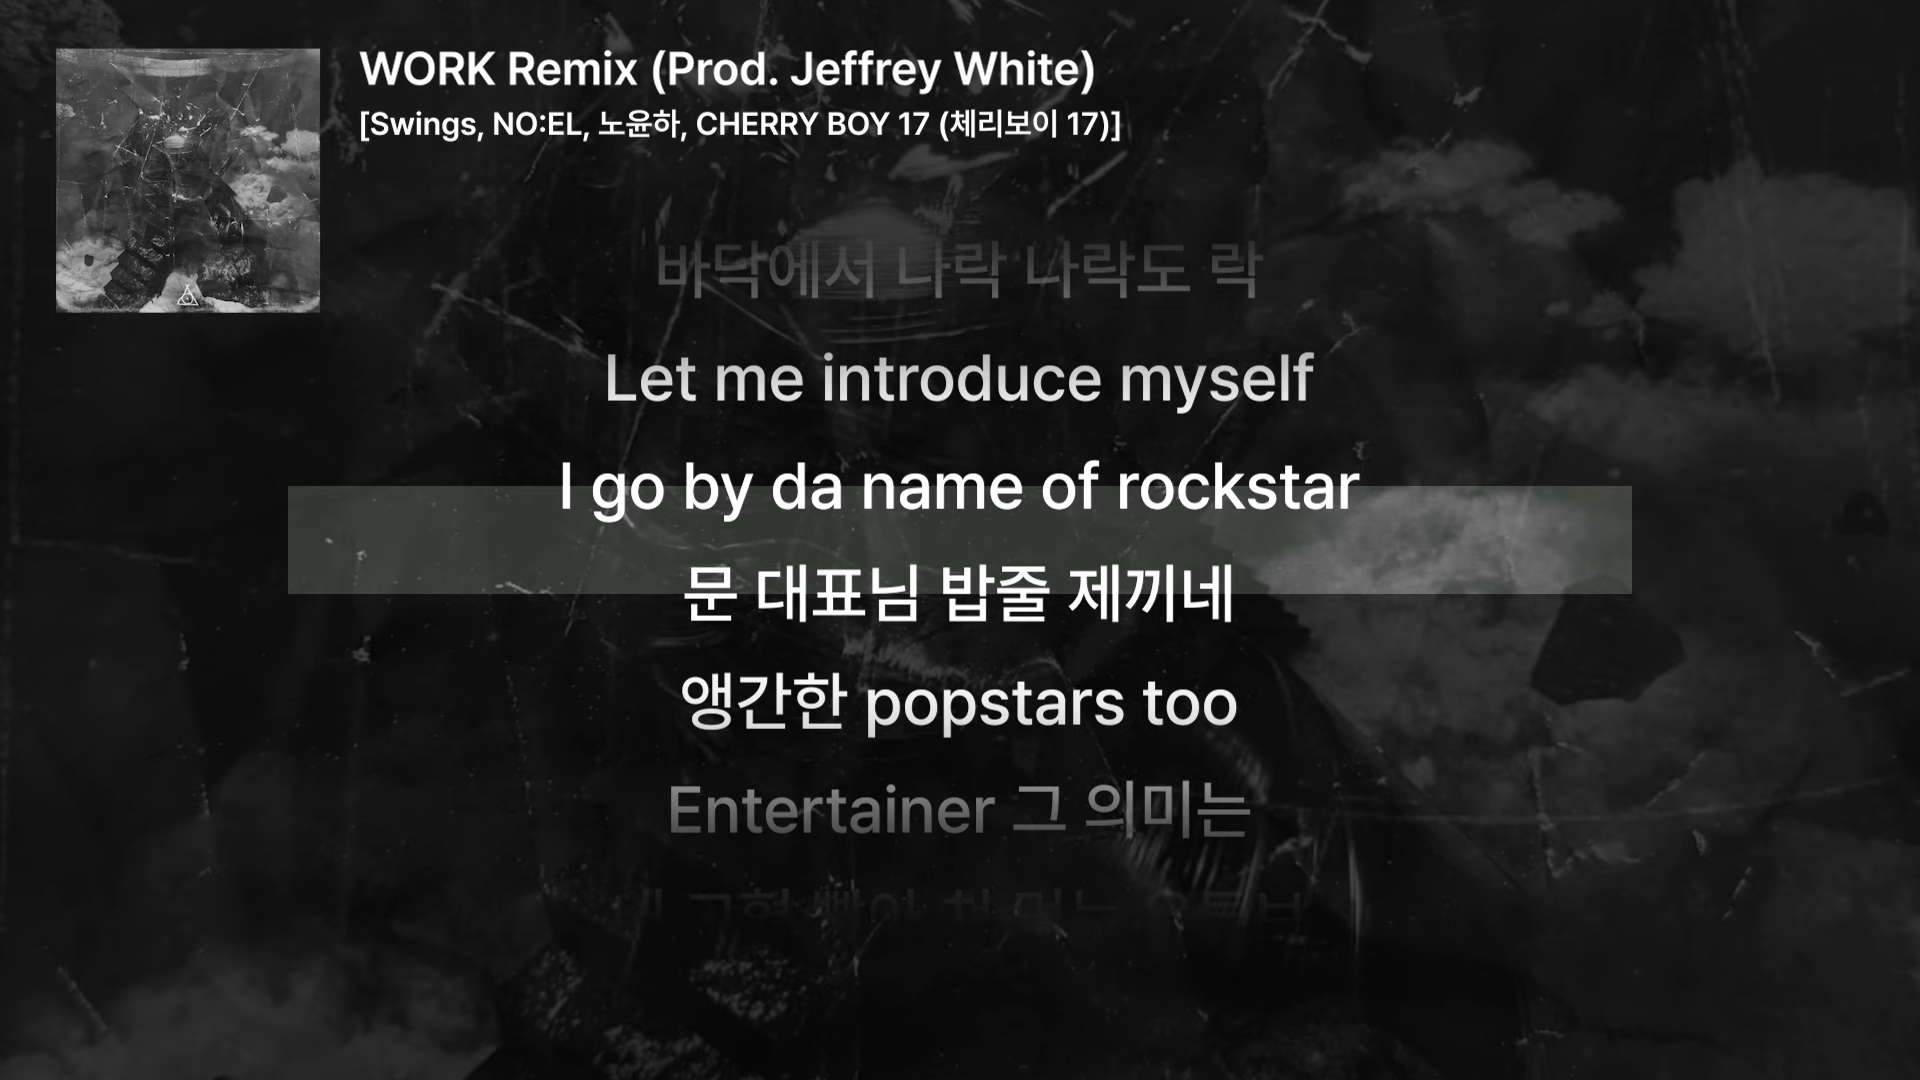 WORK Remix (Prod. Jeffrey White)
[Swings, NO:EL, 노윤하, CHERRY BOY 17 (체리보이 17)]
바닥에서 나락 나락도 락
Let me introduce myself
I go by da name of rockstar
문 대표님 밥줄 제끼네
앵간한 popstars too
Entertainer 그 의미는